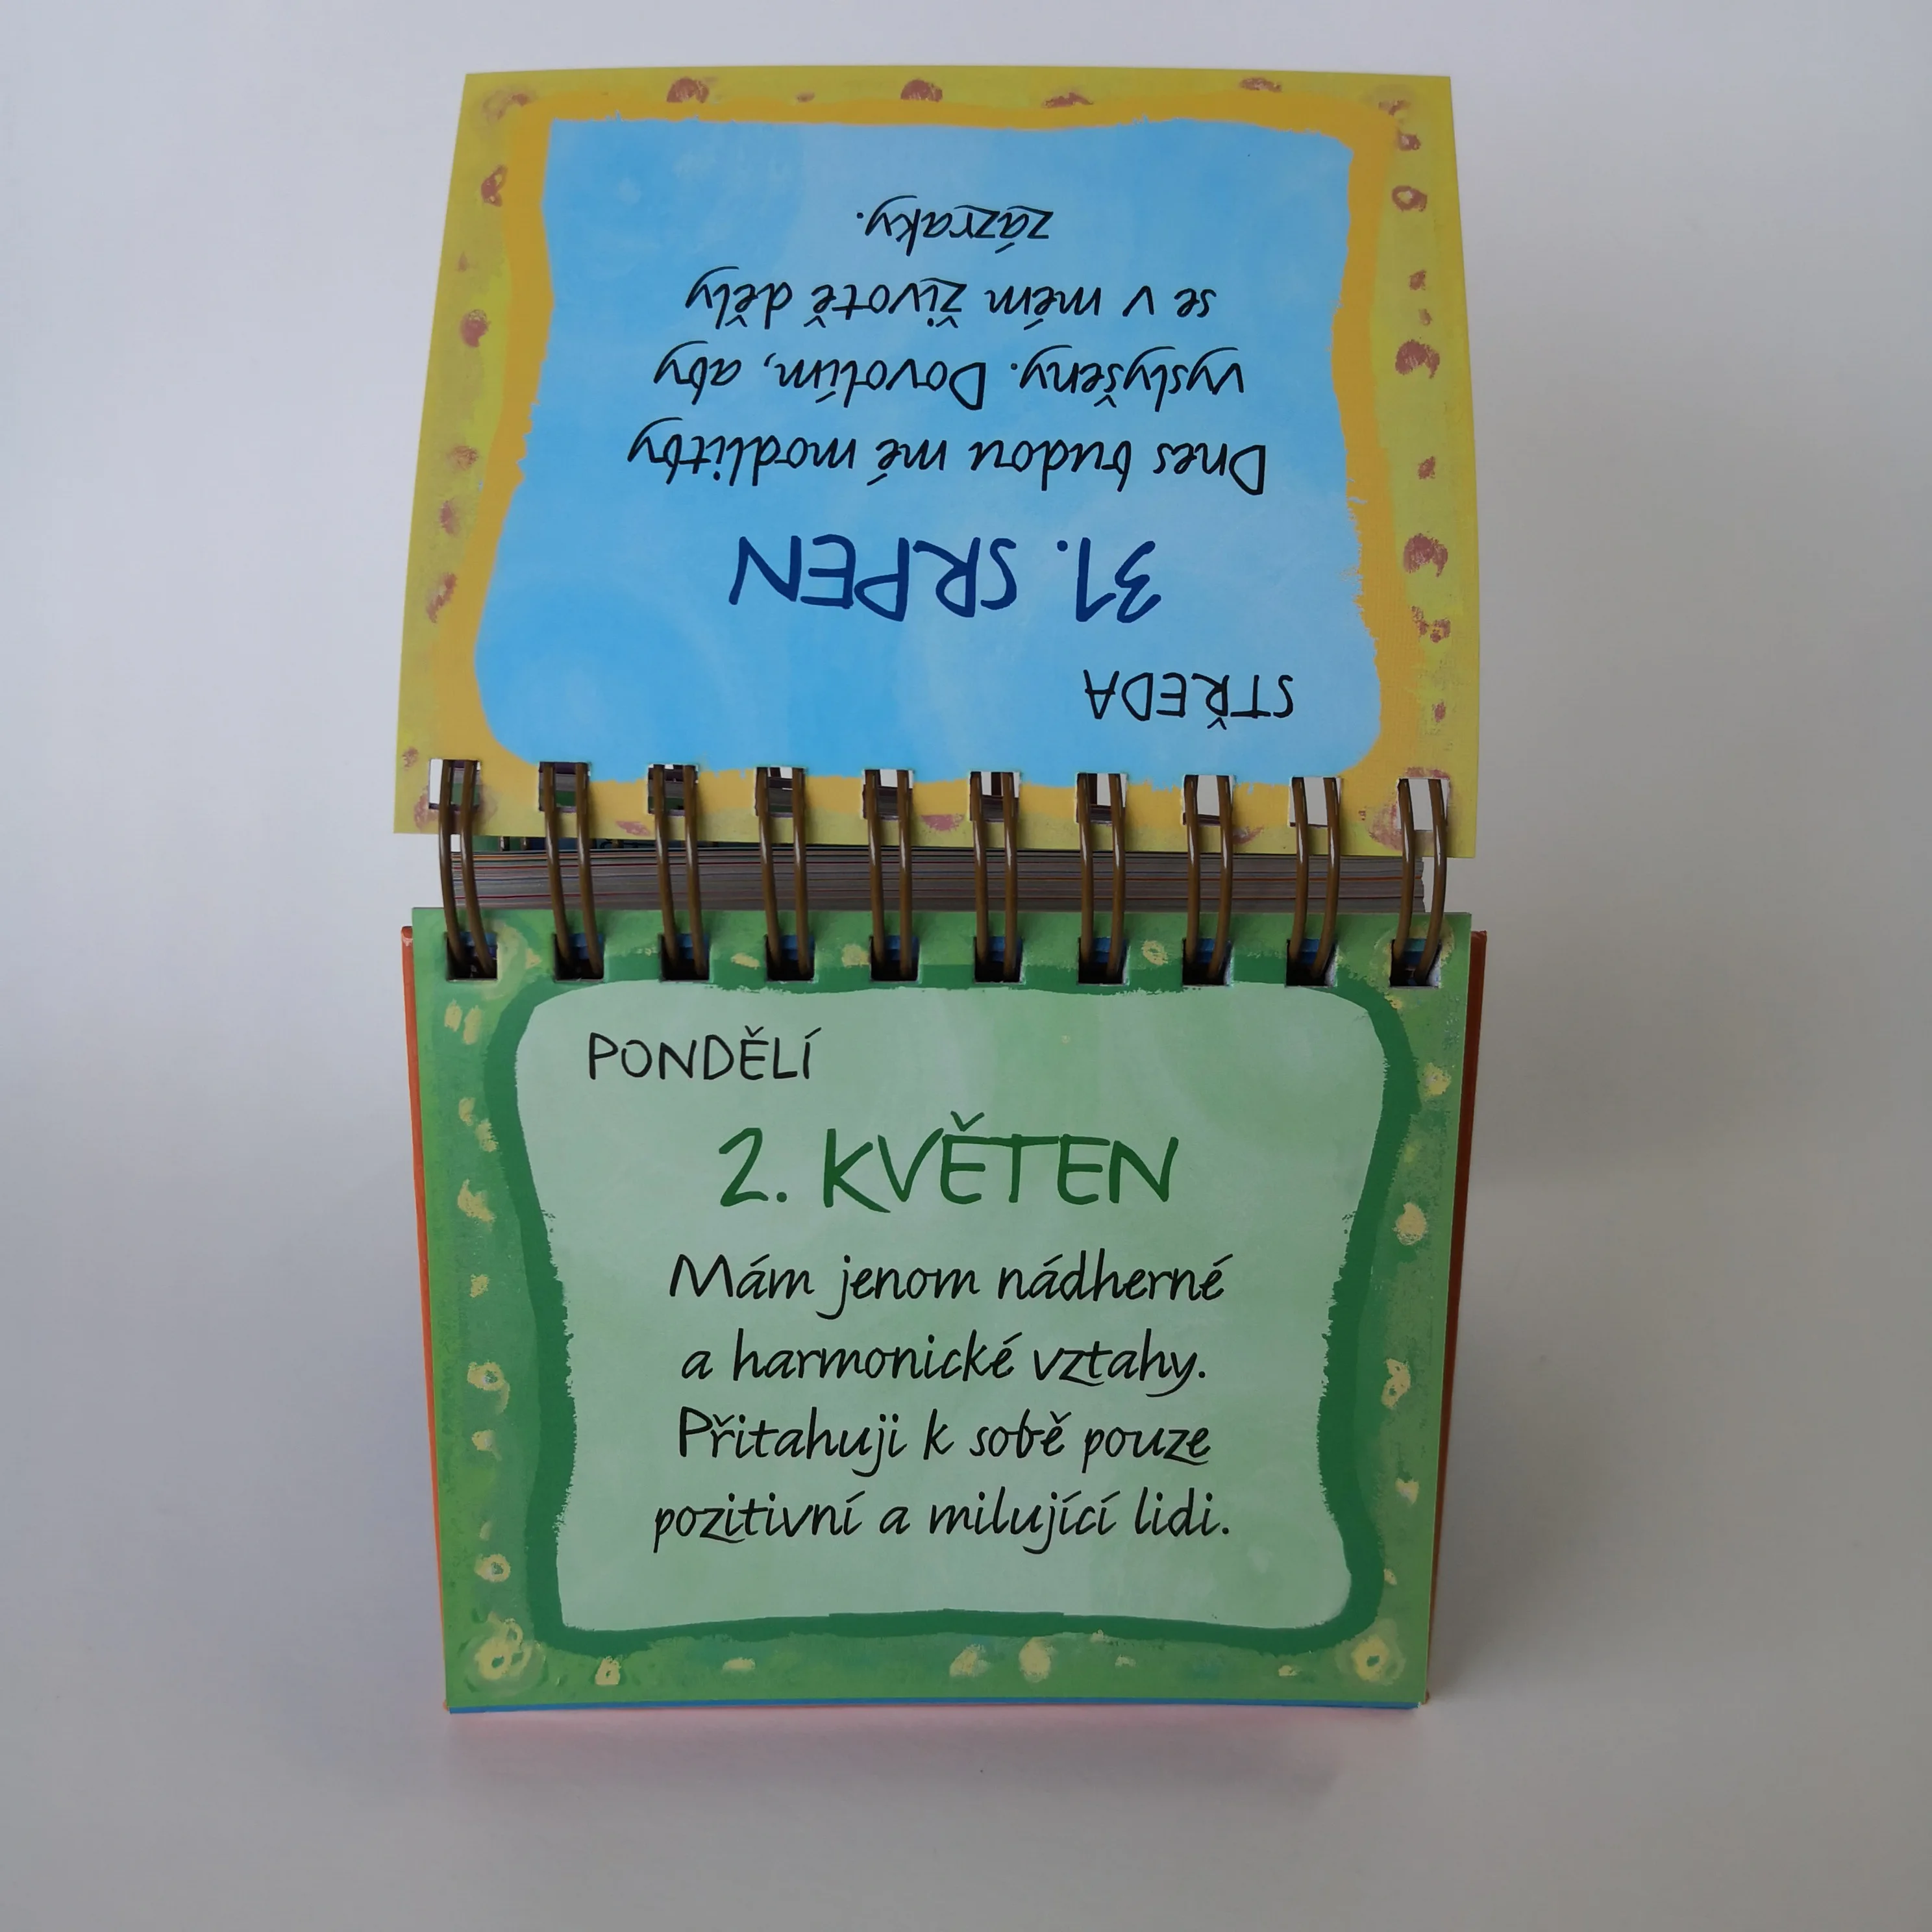 STŘEDA
31. SRPEN
Dnes budou mé modlitby
vyslyšeny. Dovolím, aby
se v mém životě děly
zázraky.
PONDĚLÍ
2. KVĚTEN
Mám jenom nádherné
a harmonické vztahy.
Přitahuji k sobě pouze
pozitivní a milující lidi.